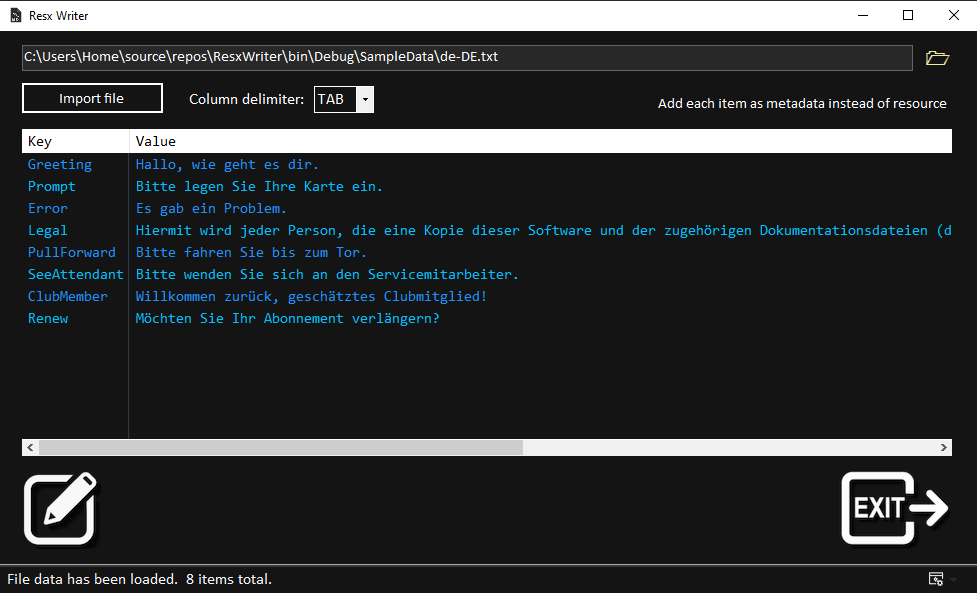 Resx Writer
C:\Users\Home\source\repos\ResxWriter\bin\Debug\SampleData\de-DE.txt
Import file Column delimiter: TAB Add each item as metadata instead of resource
Key Value
Greeting Hallo, wie geht es dir.
Prompt Bitte legen Sie Ihre Karte ein.
Error Es gab ein Problem.
Legal Hiermit wird jeder Person, die eine Kopie dieser Software und der zugehörigen Dokumentationsdateien (d
PullForward Bitte fahren Sie bis zum Tor.
SeeAttendant Bitte wenden Sie sich an den Servicemitarbeiter.
ClubMember Willkommen zurück, geschätztes Clubmitglied!
Renew Möchten Sie Ihr Abonnement verlängern?
EXIT
File data has been loaded. 8 items total.